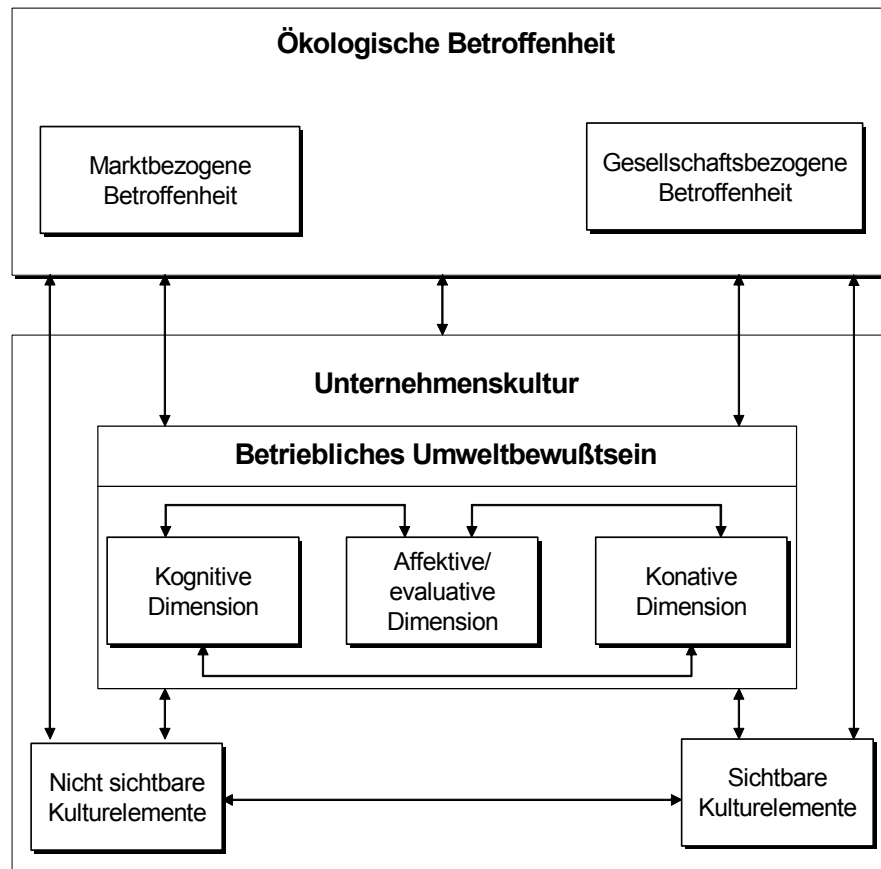 Ökologische Betroffenheit
Marktbezogene
Betroffenheit
Gesellschaftsbezogene
Betroffenheit
Unternehmenskultur
Betriebliches Umweltbewußtsein
Kognitive
Dimension
Affektive/
evaluative
Dimension
Konative
Dimension
Nicht sichtbare
Kulturelemente
Sichtbare
Kulturelemente